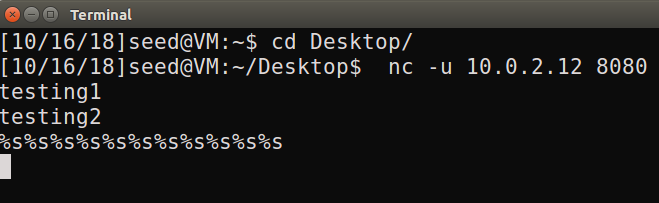 Terminal
[10/16/18]seed@VM:~$ cd Desktop/
[10/16/18]seed@VM:~/Desktop$  nc -u 10.0.2.12 8080
testing1
testing2
%s%s%s%s%s%s%s%s%s%s%s